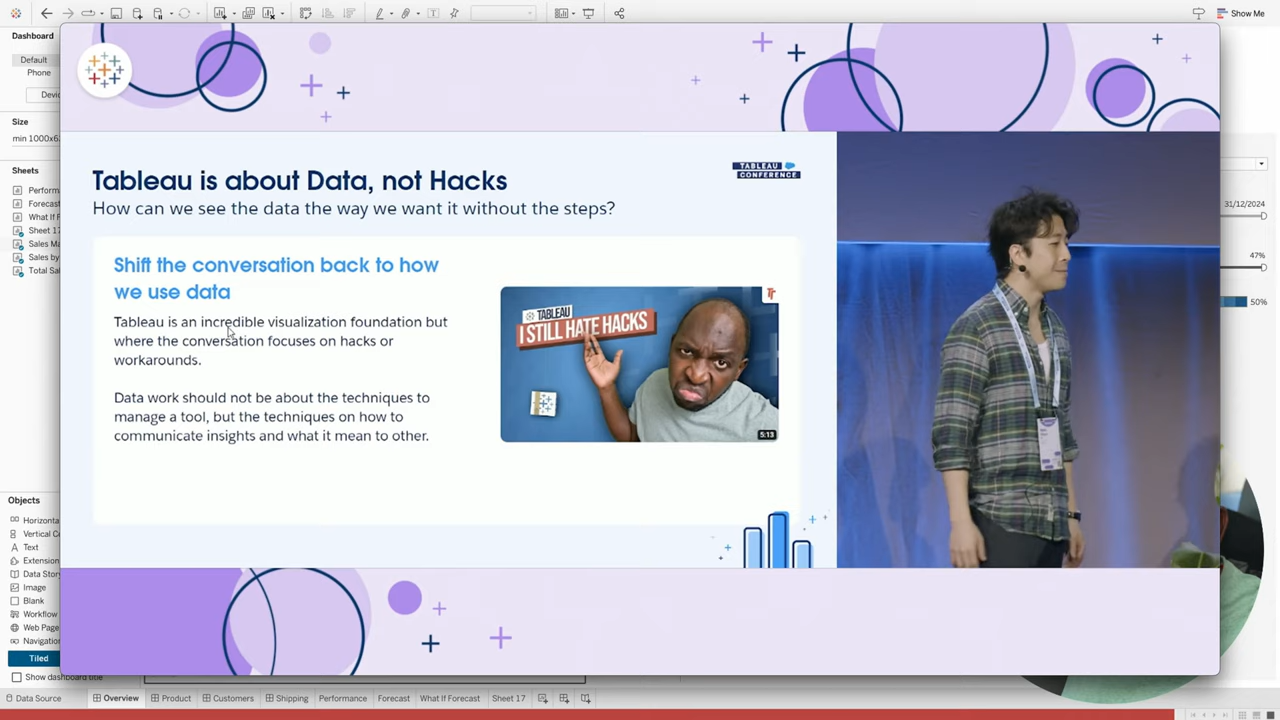 Show Me
Dashboard
Default
Phone
Size
Sheets
Sheet 17
Tableau is about Data, not Hacks
How can we see the data the way we want it without the steps?
TABLEAU
CONFERENCE
Shift the conversation back to how
we use data
Tableau is an incredible visualization foundation but
where the conversation focuses on hacks or
workarounds.
Data work should not be about the techniques to
manage a tool, but the techniques on how to
communicate insights and what it mean to other.
TABLEAU
I STILL HATE HACKS
5:13
31/12/2024
47%
50%
Objects
Text
Image
Blank
Workflow
Tiled
Show dashboard title
Data Source
Overview
Product
Customers
Shipping
Performance
Forecast
What If Forecast
Sheet 17